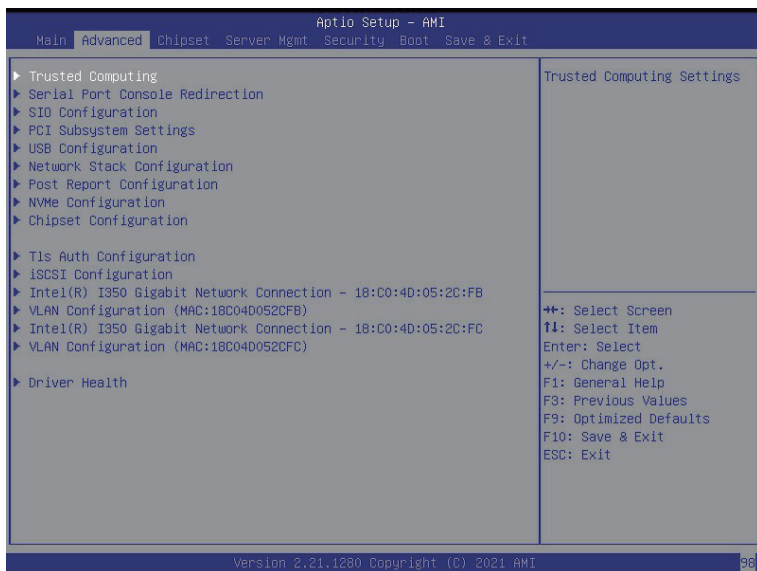 Aptio Setup – AMI
Main Advanced Chipset Server Mgmt Security Boot Save & Exit
▶ Trusted Computing
▶ Serial Port Console Redirection
▶ SIO Configuration
▶ PCI Subsystem Settings
▶ USB Configuration
▶ Network Stack Configuration
▶ Post Report Configuration
▶ NVMe Configuration
▶ Chipset Configuration
▶ Tls Auth Configuration
▶ iSCSI Configuration
▶ Intel(R) I350 Gigabit Network Connection – 18:C0:4D:05:2C:FB
▶ VLAN Configuration (MAC:18C04D052CFB)
▶ Intel(R) I350 Gigabit Network Connection – 18:C0:4D:05:2C:FC
▶ VLAN Configuration (MAC:18C04D052CFC)
▶ Driver Health
Trusted Computing Settings
→←: Select Screen
↑↓: Select Item
Enter: Select
+/-: Change Opt.
F1: General Help
F3: Previous Values
F9: Optimized Defaults
F10: Save & Exit
ESC: Exit
Version 2.21.1280 Copyright (C) 2021 AMI
98